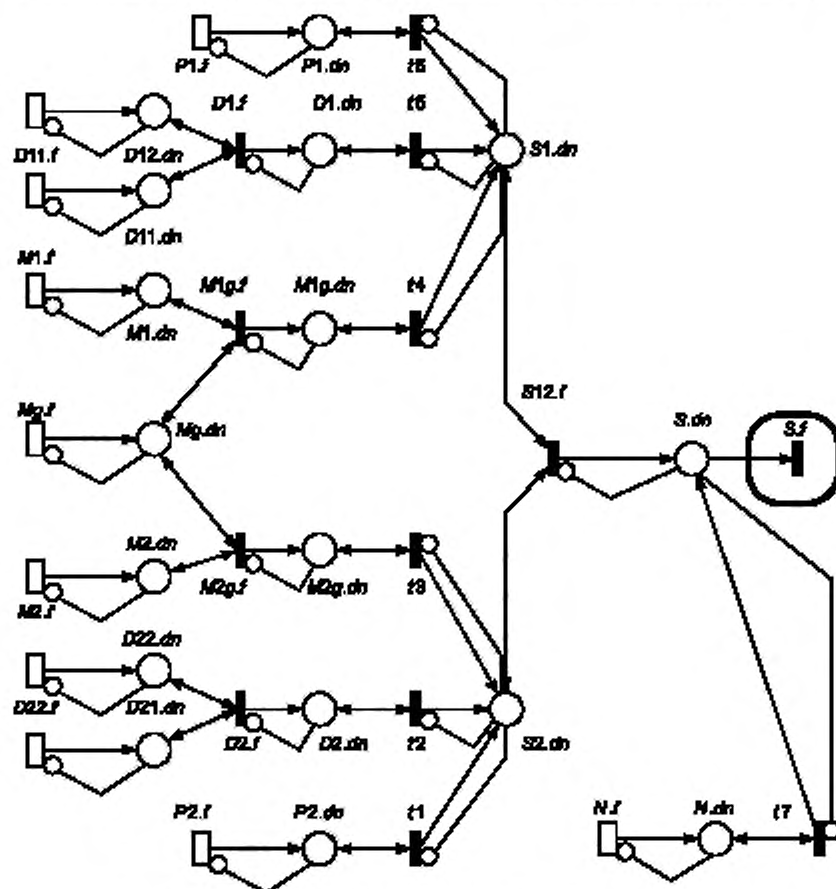 P1.f P1.dn t6
D1.f D1.dn t5
D11.f D12.dn S1.dn
D11.dn
M1.f M1g.f M1g.dn t4
M1.dn
S12.f
Mg.f Mg.dn S.dn S.f
M2.dn
M2.f M2g.f M2g.dn t3
D22.dn
D22.f D21.dn
D2.f D2.dn t2 S2.dn
P2.f P2.dn t1
N.f N.dn t7